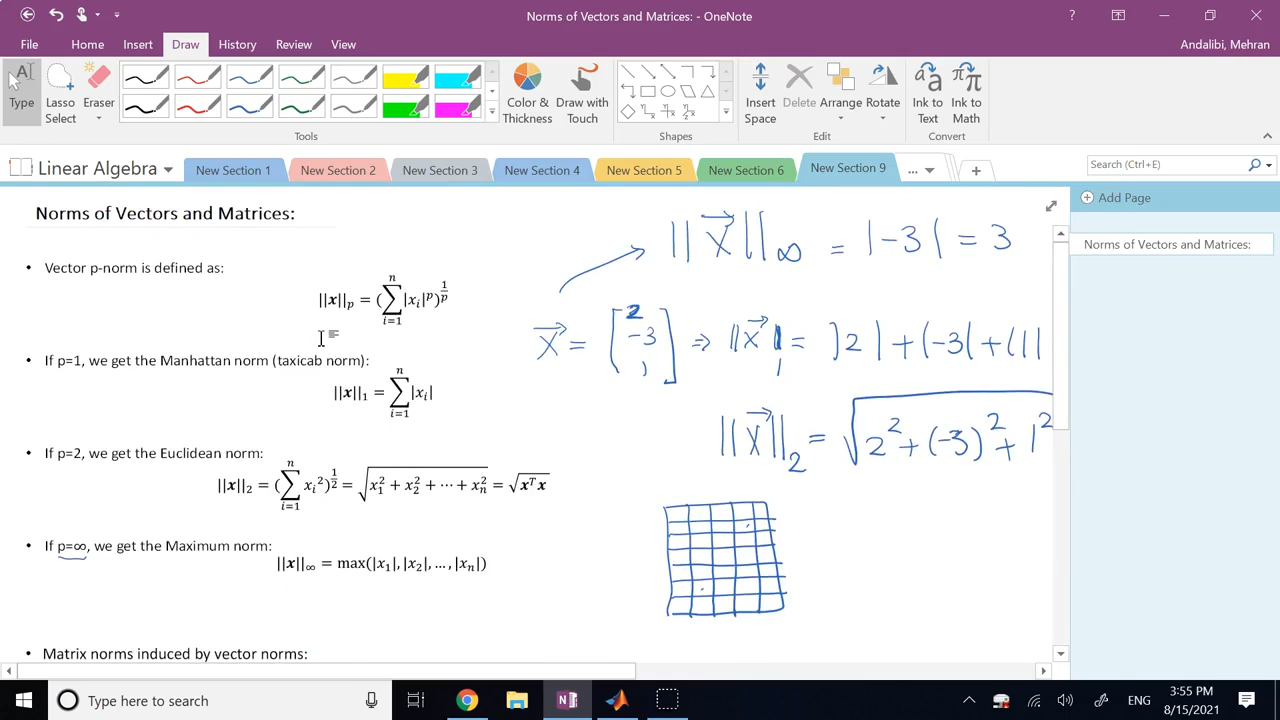 Norms of Vectors and Matrices: - OneNote
File Home Insert Draw History Review View
Andalibi, Mehran
Type
Lasso Select
Eraser
Color & Thickness
Draw with Touch
Insert Space
Delete
Arrange
Rotate
Ink to Text
Ink to Math
Tools
Shapes
Edit
Convert
Linear Algebra
New Section 1 New Section 2 New Section 3 New Section 4 New Section 5 New Section 6 New Section 9 ...
Search (Ctrl+E)
Add Page
Norms of Vectors and Matrices:
Norms of Vectors and Matrices:
• Vector p-norm is defined as:
||x||_p = (∑_{i=1}^{n} |x_i|^p)^{1/p}
• If p=1, we get the Manhattan norm (taxicab norm):
||x||_1 = ∑_{i=1}^{n} |x_i|
• If p=2, we get the Euclidean norm:
||x||_2 = (∑_{i=1}^{n} x_i^2)^{1/2} = √(x_1^2 + x_2^2 + ⋯ + x_n^2) = √(x^T x)
• If p=∞, we get the Maximum norm:
||x||_∞ = max(|x_1|, |x_2|, …, |x_n|)
Matrix norms induced by vector norms:
||x⃗||_∞ = |-3| = 3
x⃗ = [2 -3 1] ⇒ ||x⃗||_1 = |2| + |-3| + |1|
||x⃗||_2 = √(2^2 + (-3)^2 + 1^2
Type here to search
ENG
3:55 PM
8/15/2021